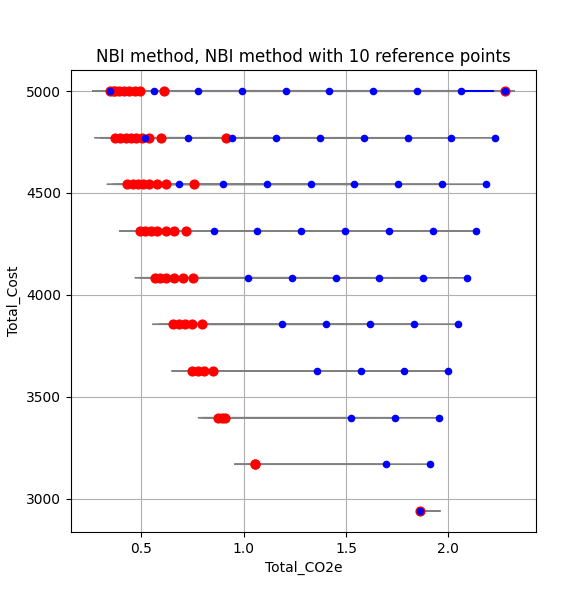 NBI method, NBI method with 10 reference points
5000
4500
4000
3500
3000
Total_Cost
0.5 1.0 1.5 2.0
Total_CO2e